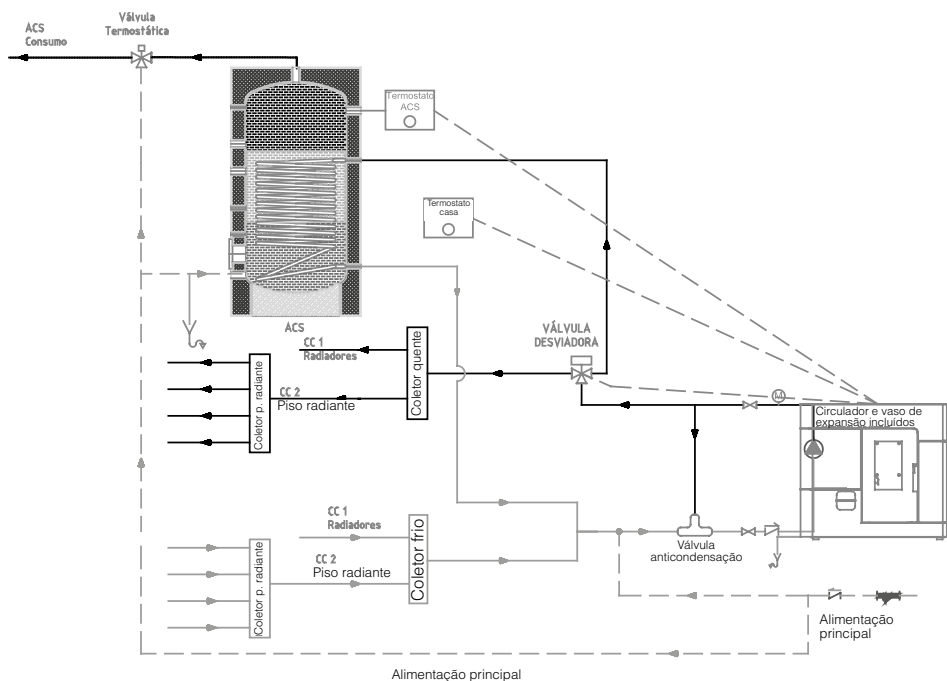 Válvula
Termostática
ACS
Consumo
Termostato
ACS
Termostato
casa
ACS
CC 1
Radiadores
CC 2
Piso radiante
Coletor p. radiante
Coletor quente
VÁLVULA
DESVIADORA
M
Circulador e vaso de
expansão incluídos
CC 1
Radiadores
CC 2
Piso radiante
Coletor p. radiante
Coletor frio
Válvula
anticondensação
Alimentação
principal
Alimentação principal